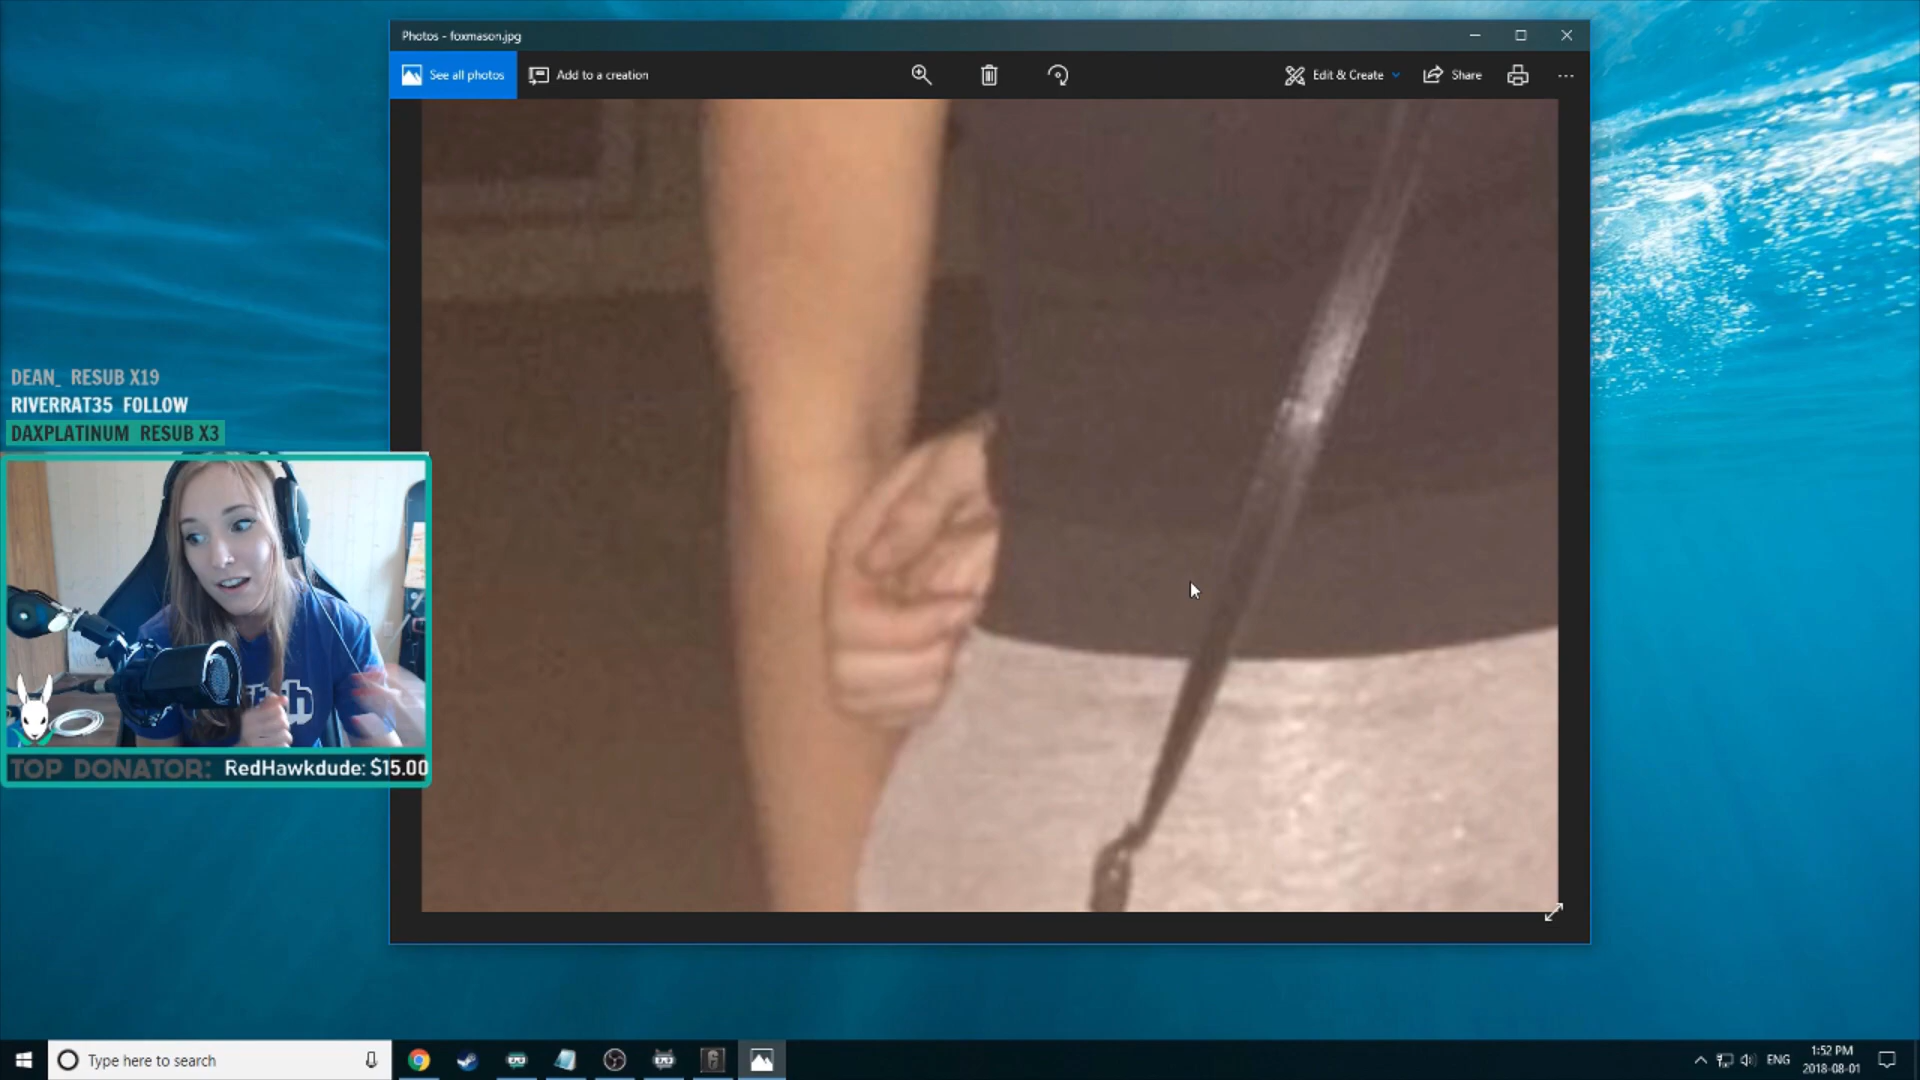 Photos - foxmason.jpg
See all photos
Add to a creation
Edit & Create
Share
DEAN_ RESUB X19
RIVERRAT35 FOLLOW
DAXPLATINUM RESUB X3
TOP DONATOR: RedHawkdude: $15.00
Type here to search
ENG
1:52 PM
2018-08-01